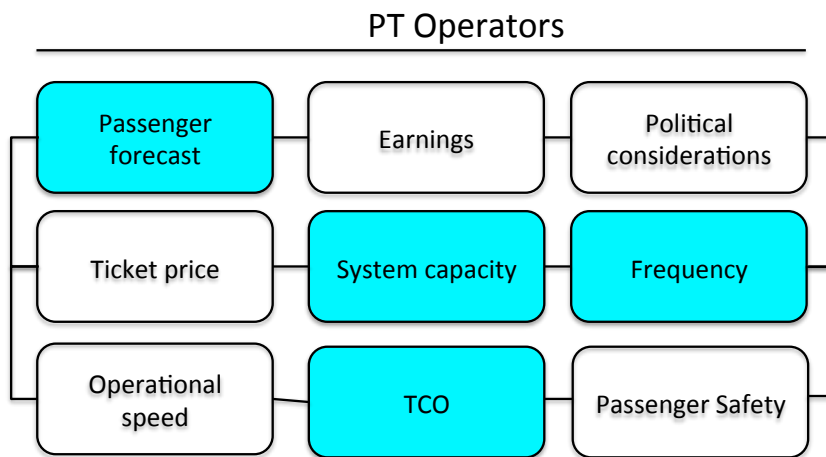 PT Operators
Passenger
forecast
Earnings
Political
considerations
Ticket price
System capacity
Frequency
Operational
speed
TCO
Passenger Safety